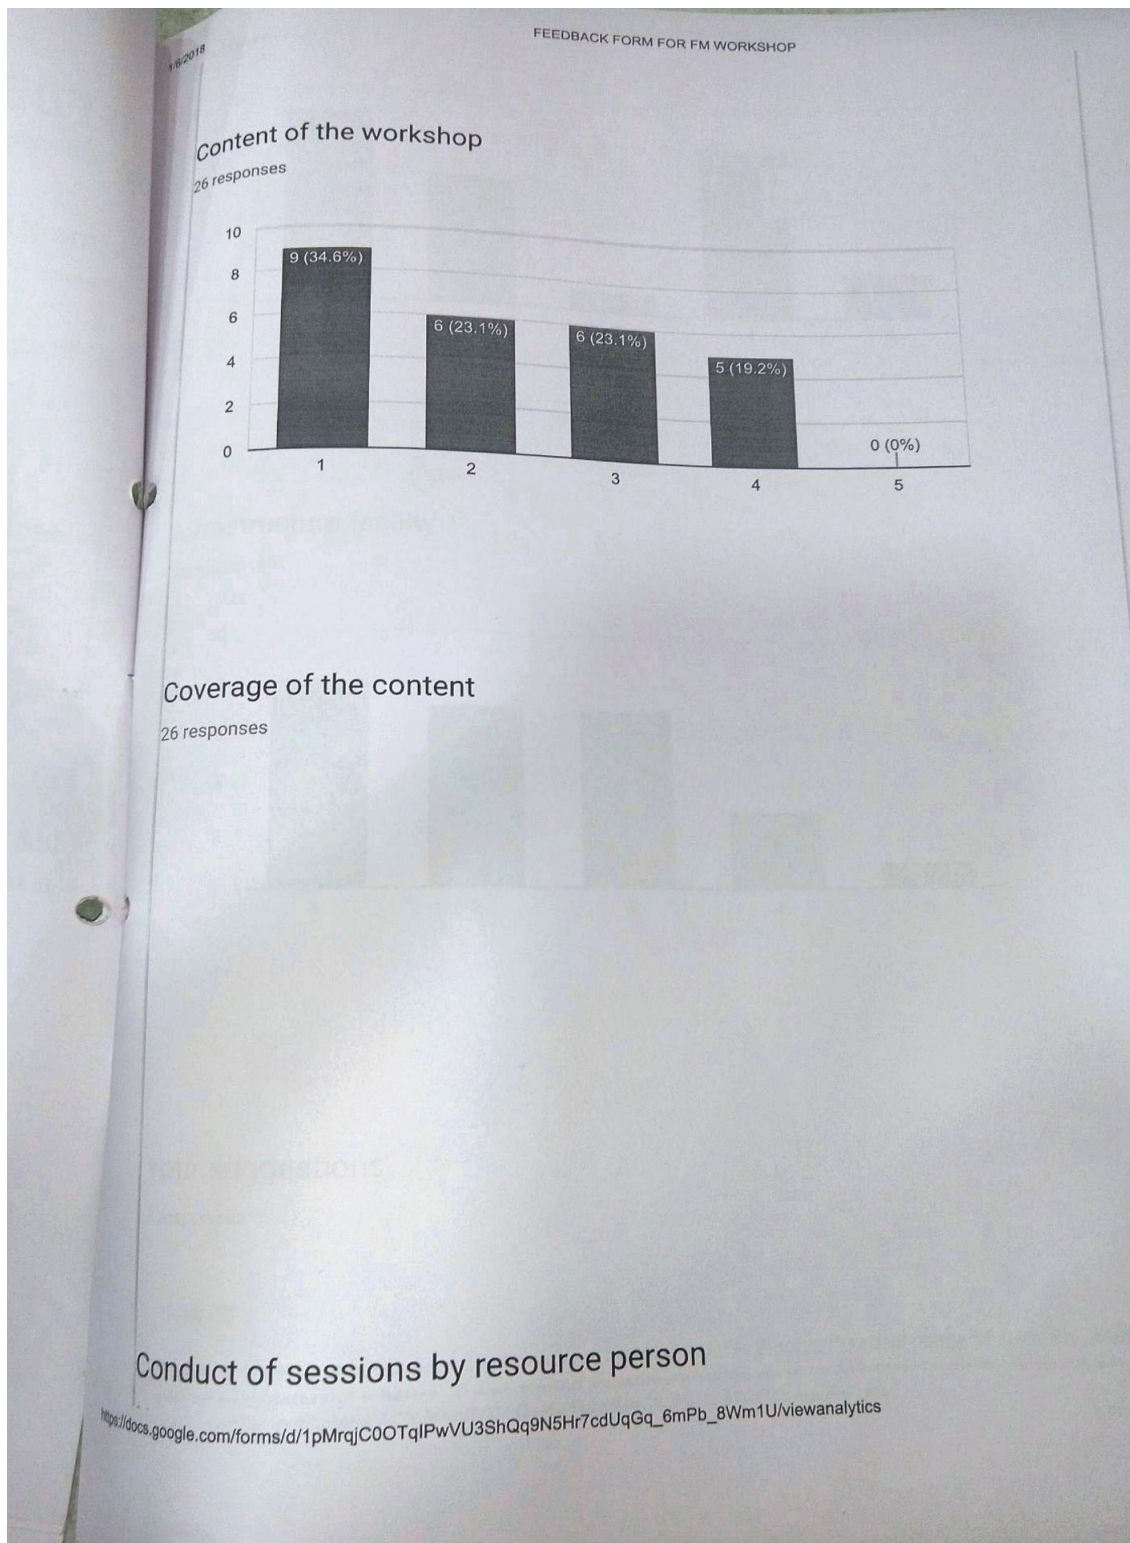 1/6/2018
FEEDBACK FORM FOR FM WORKSHOP
Content of the workshop
26 responses
10
8
6
4
2
0
9 (34.6%)
6 (23.1%)
6 (23.1%)
5 (19.2%)
0 (0%)
1
2
3
4
5
Coverage of the content
26 responses
Conduct of sessions by resource person
https://docs.google.com/forms/d/1pMrqjC0OTqIPwVU3ShQq9N5Hr7cdUqGq_6mPb_8Wm1U/viewanalytics